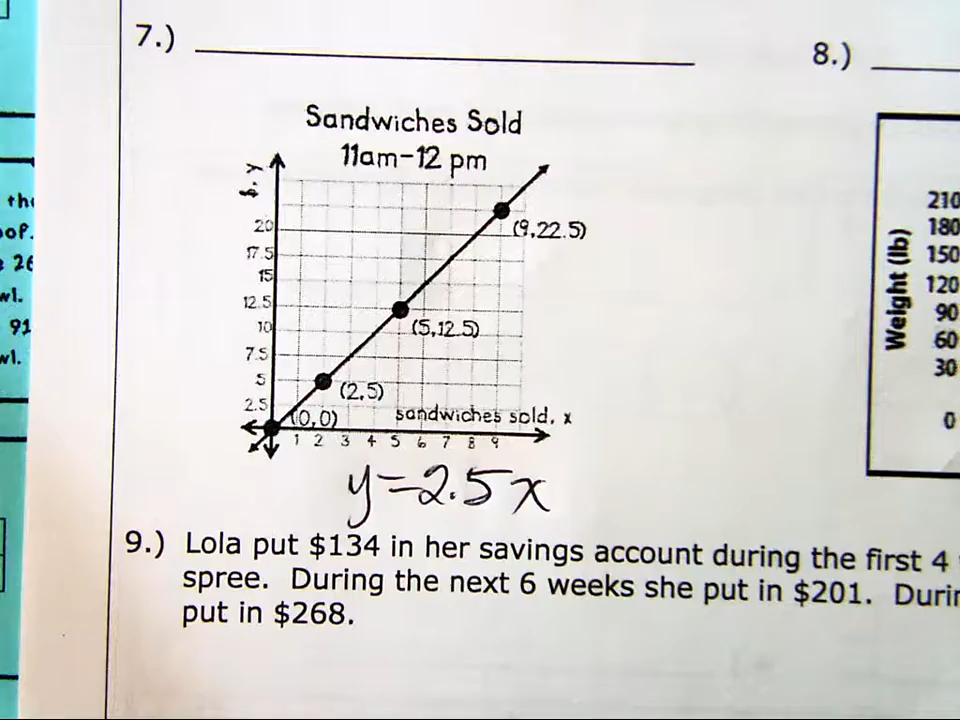 7.)
8.)
Sandwiches Sold
11am-12 pm
$, y
20
17.5
15
12.5
10
7.5
5
2.5
(9,22.5)
(5,12.5)
(2,5)
(0,0)
sandwiches sold, x
1 2 3 4 5 6 7 8 9
y=2.5x
9.) Lola put $134 in her savings account during the first 4
spree. During the next 6 weeks she put in $201.
put in $268.
Weight (lb)
210
180
150
120
90
60
30
0
26
91